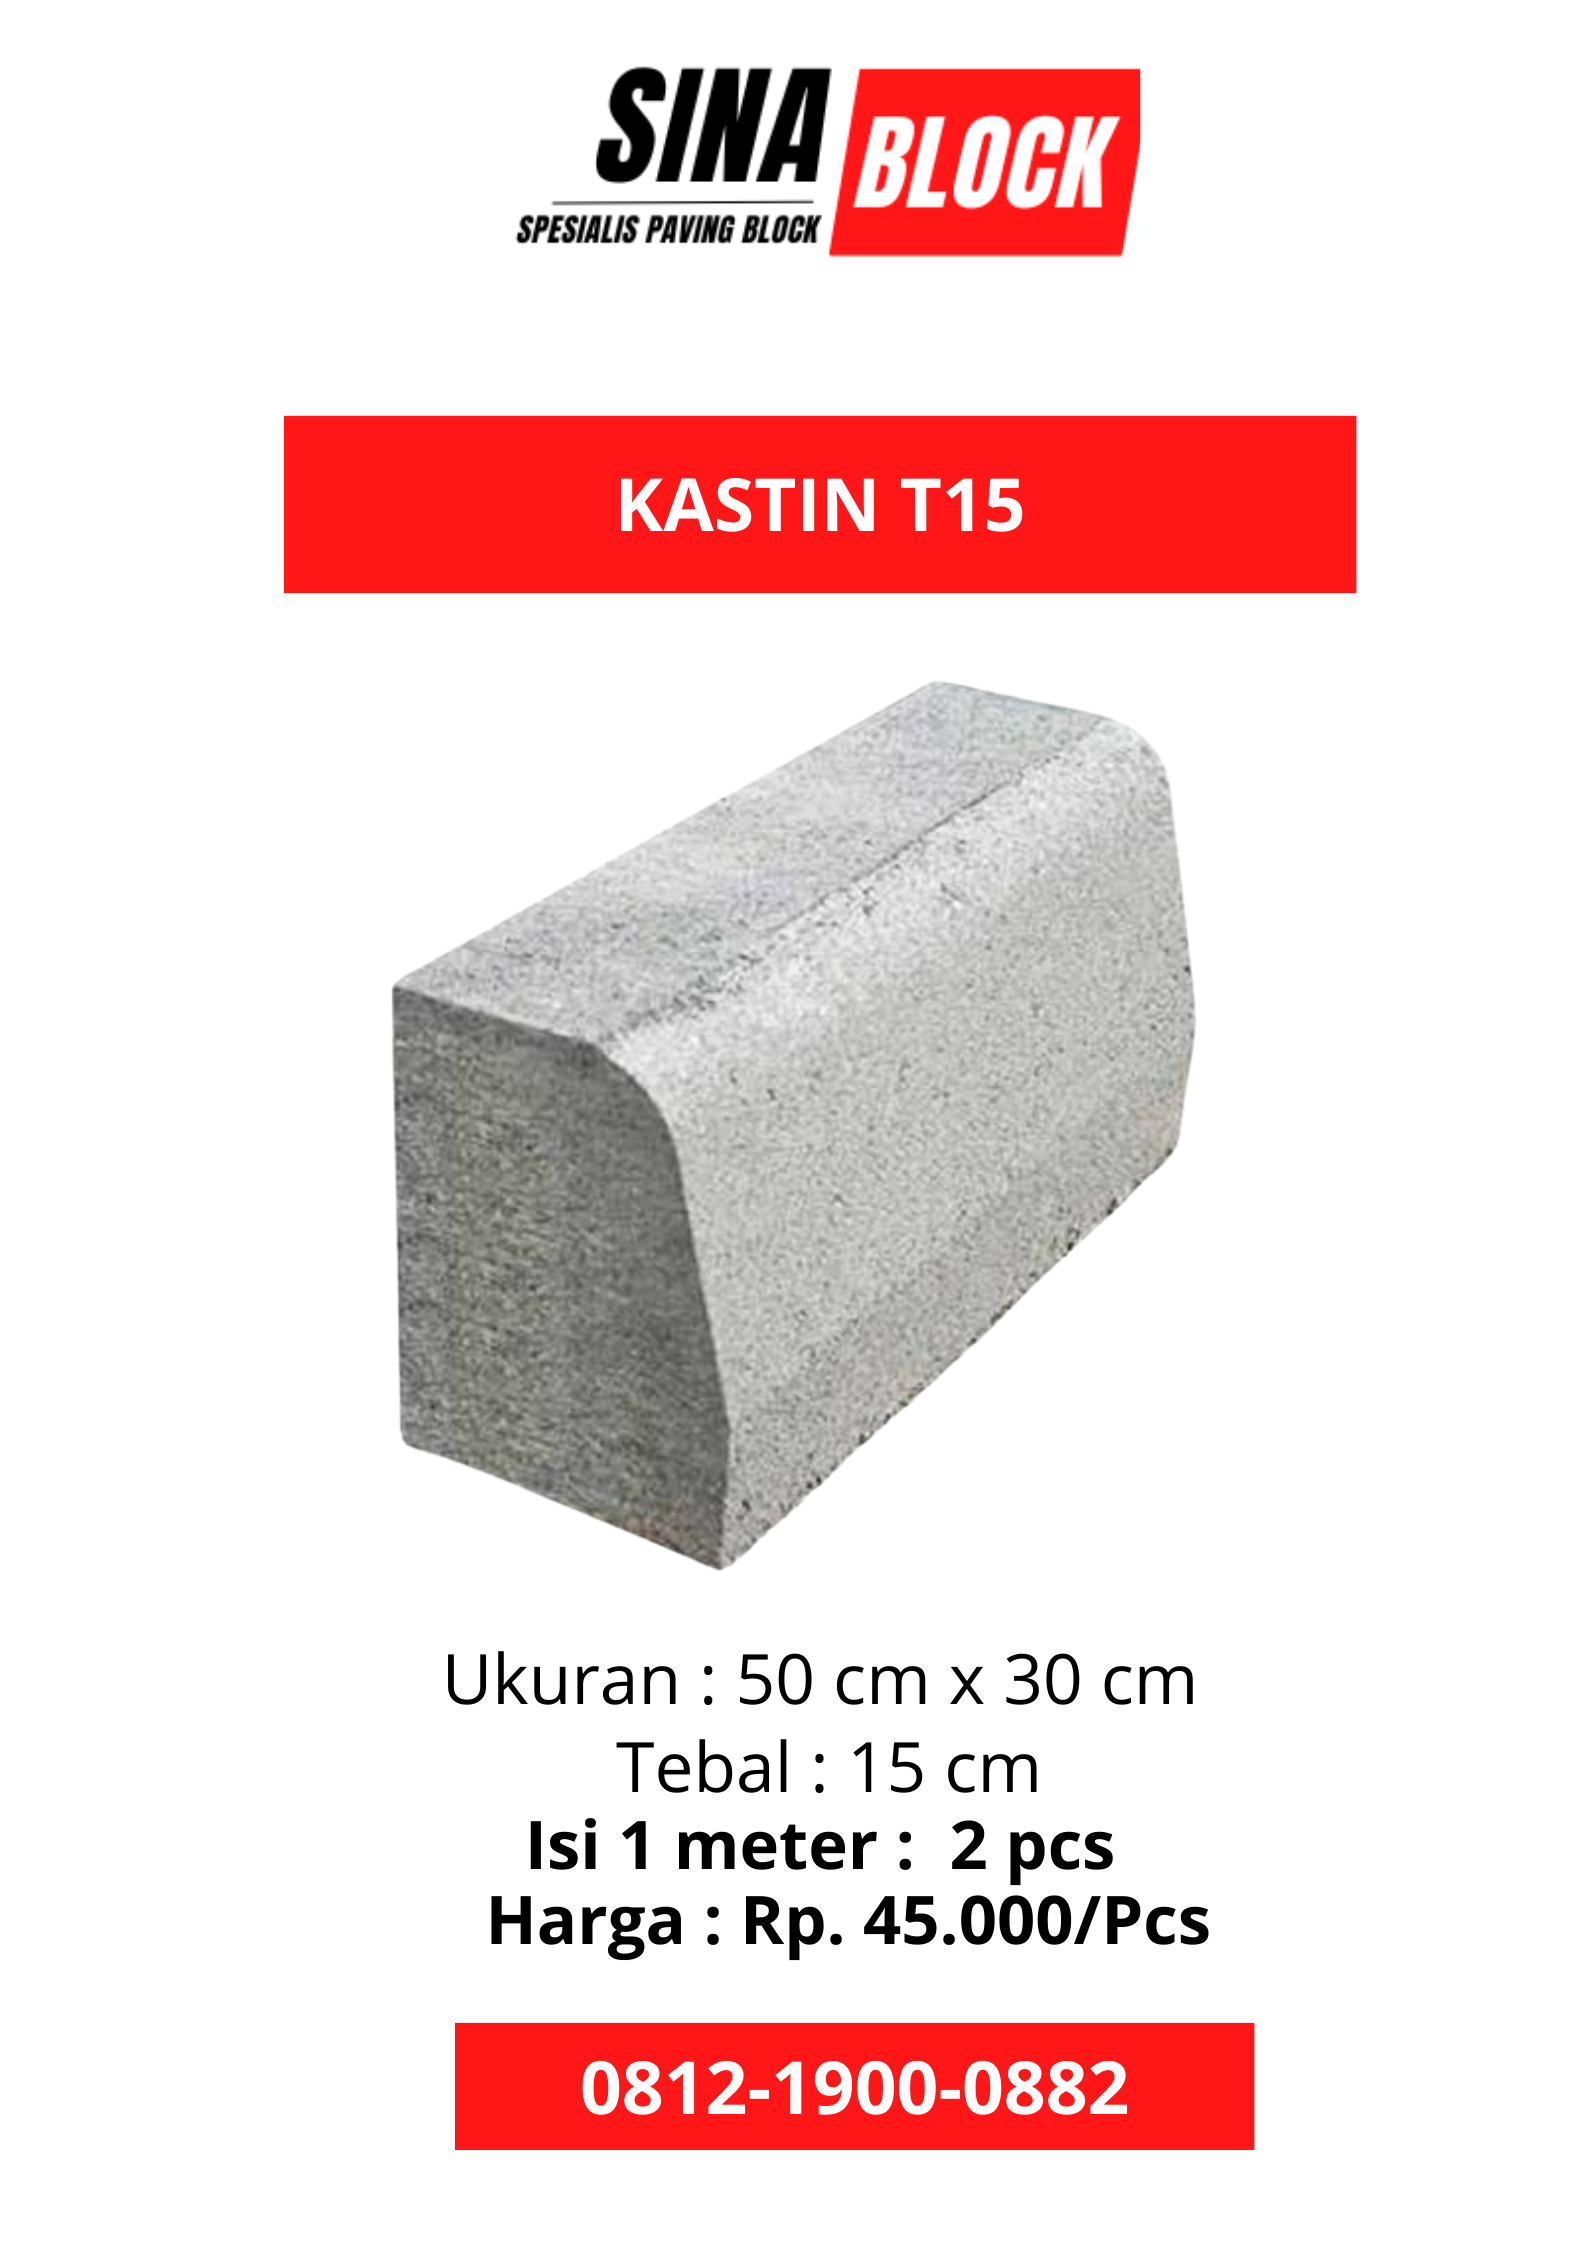 SINA
BLOCK
SPESIALIS PAVING BLOCK
KASTIN T15
Ukuran : 50 cm x 30 cm
Tebal : 15 cm
Isi 1 meter :  2 pcs
Harga : Rp. 45.000/Pcs
0812-1900-0882